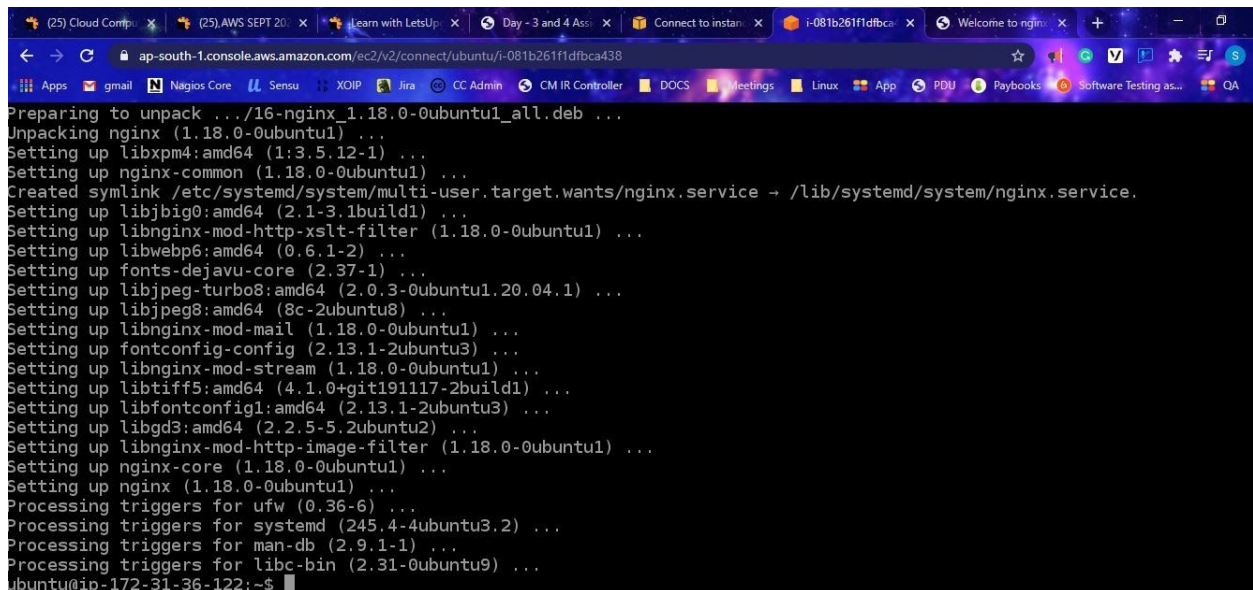 (25) Cloud Compu
(25),AWS SEPT 202
Learn with LetsUp
Day - 3 and 4 Assi
Connect to instanc
i-081b261f1dfbca
Welcome to nginx
ap-south-1.console.aws.amazon.com/ec2/v2/connect/ubuntu/i-081b261f1dfbca438
Apps gmail Nagios Core Sensu XOIP Jira CC Admin CM IR Controller DOCS Meetings Linux App PDU Paybooks Software Testing as... QA
Preparing to unpack .../16-nginx_1.18.0-0ubuntu1_all.deb ...
Unpacking nginx (1.18.0-0ubuntu1) ...
Setting up libxpm4:amd64 (1:3.5.12-1) ...
Setting up nginx-common (1.18.0-0ubuntu1) ...
Created symlink /etc/systemd/system/multi-user.target.wants/nginx.service → /lib/systemd/system/nginx.service.
Setting up libjbig0:amd64 (2.1-3.1build1) ...
Setting up libnginx-mod-http-xslt-filter (1.18.0-0ubuntu1) ...
Setting up libwebp6:amd64 (0.6.1-2) ...
Setting up fonts-dejavu-core (2.37-1) ...
Setting up libjpeg-turbo8:amd64 (2.0.3-0ubuntu1.20.04.1) ...
Setting up libjpeg8:amd64 (8c-2ubuntu8) ...
Setting up libnginx-mod-mail (1.18.0-0ubuntu1) ...
Setting up fontconfig-config (2.13.1-2ubuntu3) ...
Setting up libnginx-mod-stream (1.18.0-0ubuntu1) ...
Setting up libtiff5:amd64 (4.1.0+git191117-2build1) ...
Setting up libfontconfig1:amd64 (2.13.1-2ubuntu3) ...
Setting up libgd3:amd64 (2.2.5-5.2ubuntu2) ...
Setting up libnginx-mod-http-image-filter (1.18.0-0ubuntu1) ...
Setting up nginx-core (1.18.0-0ubuntu1) ...
Setting up nginx (1.18.0-0ubuntu1) ...
Processing triggers for ufw (0.36-6) ...
Processing triggers for systemd (245.4-4ubuntu3.2) ...
Processing triggers for man-db (2.9.1-1) ...
Processing triggers for libc-bin (2.31-0ubuntu9) ...
ubuntu@ip-172-31-36-122:~$